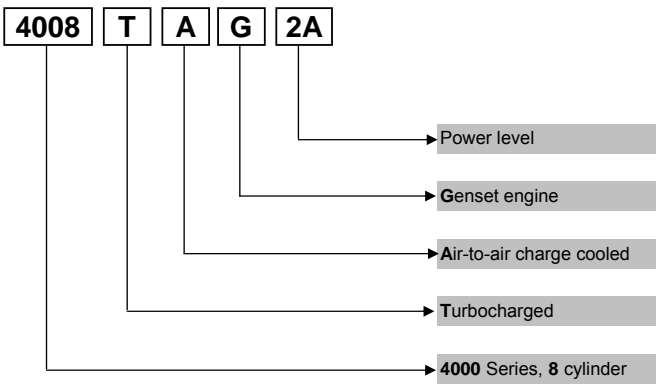 4008 T A G 2A
Power level
Genset engine
Air-to-air charge cooled
Turbocharged
4000 Series, 8 cylinder